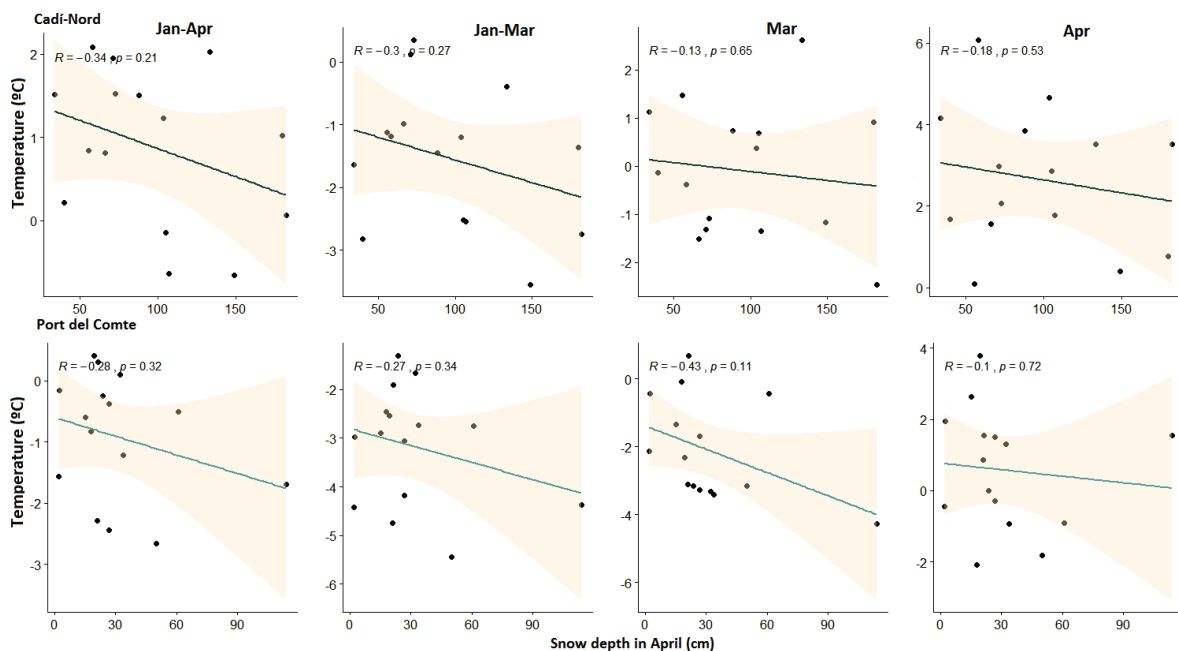 Cadí-Nord
Jan-Apr
Jan-Mar
Mar
Apr
R = −0.34 , p = 0.21
R = −0.3 , p = 0.27
R = −0.13 , p = 0.65
R = −0.18 , p = 0.53
Temperature (ºC)
2
1
0
0
-1
-2
-3
2
1
0
-1
-2
6
4
2
0
50 100 150
50 100 150
50 100 150
50 100 150
Port del Comte
R = −0.28 , p = 0.32
R = −0.27 , p = 0.34
R = −0.43 , p = 0.11
R = −0.1 , p = 0.72
Temperature (ºC)
0
-1
-2
-3
-2
-3
-4
-5
-6
0
-2
-4
-6
4
2
0
-2
0 30 60 90
0 30 60 90
0 30 60 90
0 30 60 90
Snow depth in April (cm)